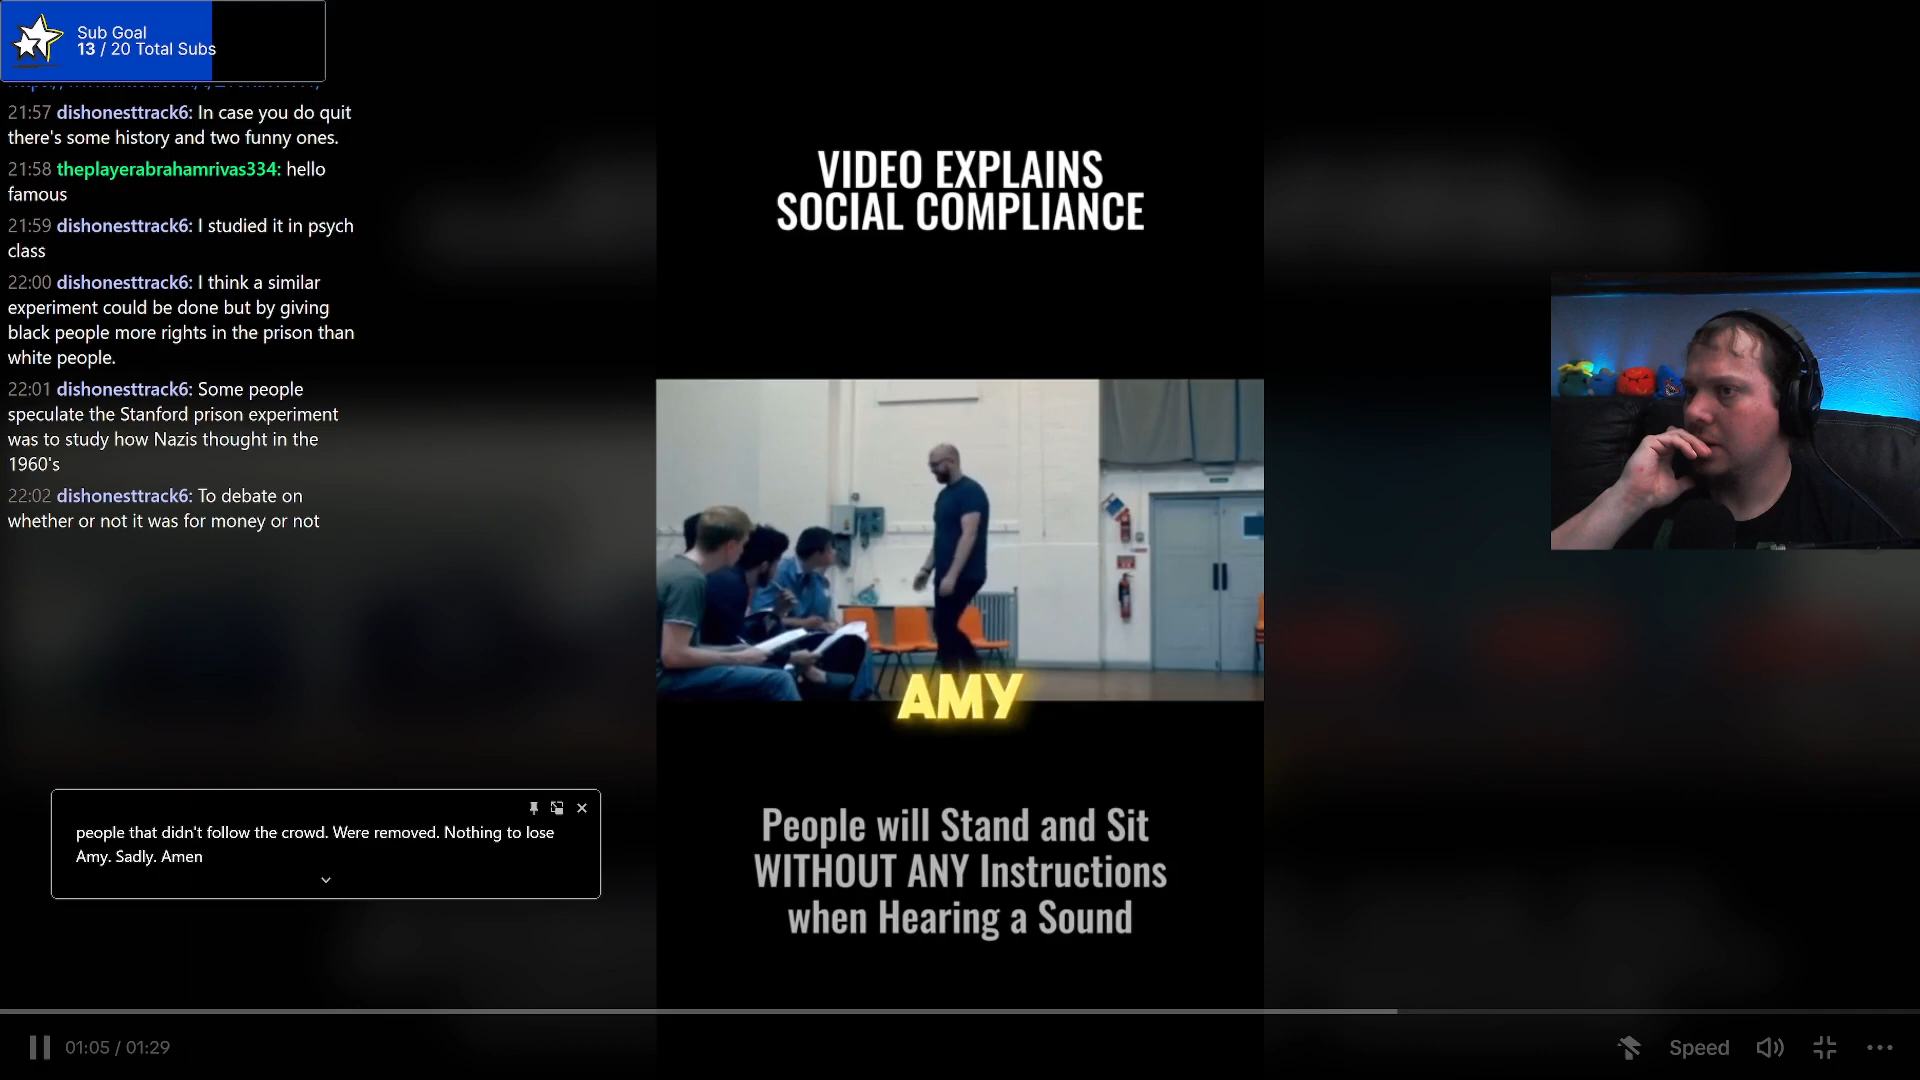 Sub Goal
13 / 20 Total Subs
21:57 dishonesttrack6: In case you do quit
there's some history and two funny ones.
21:58 theplayerabrahamrivas334: hello
famous
21:59 dishonesttrack6: I studied it in psych
class
22:00 dishonesttrack6: I think a similar
experiment could be done but by giving
black people more rights in the prison than
white people.
22:01 dishonesttrack6: Some people
speculate the Stanford prison experiment
was to study how Nazis thought in the
1960's
22:02 dishonesttrack6: To debate on
whether or not it was for money or not
VIDEO EXPLAINS
SOCIAL COMPLIANCE
AMY
People will Stand and Sit
WITHOUT ANY Instructions
when Hearing a Sound
people that didn't follow the crowd. Were removed. Nothing to lose
Amy. Sadly. Amen
01:05 / 01:29
Speed